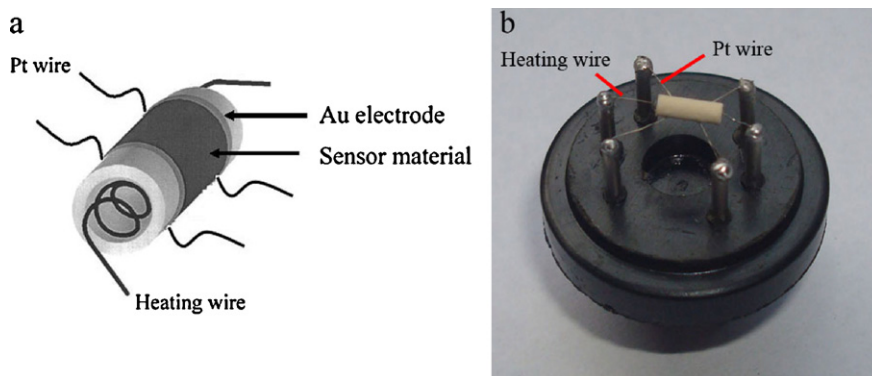 a
Pt wire
Au electrode
Sensor material
Heating wire
b
Heating wire
Pt wire